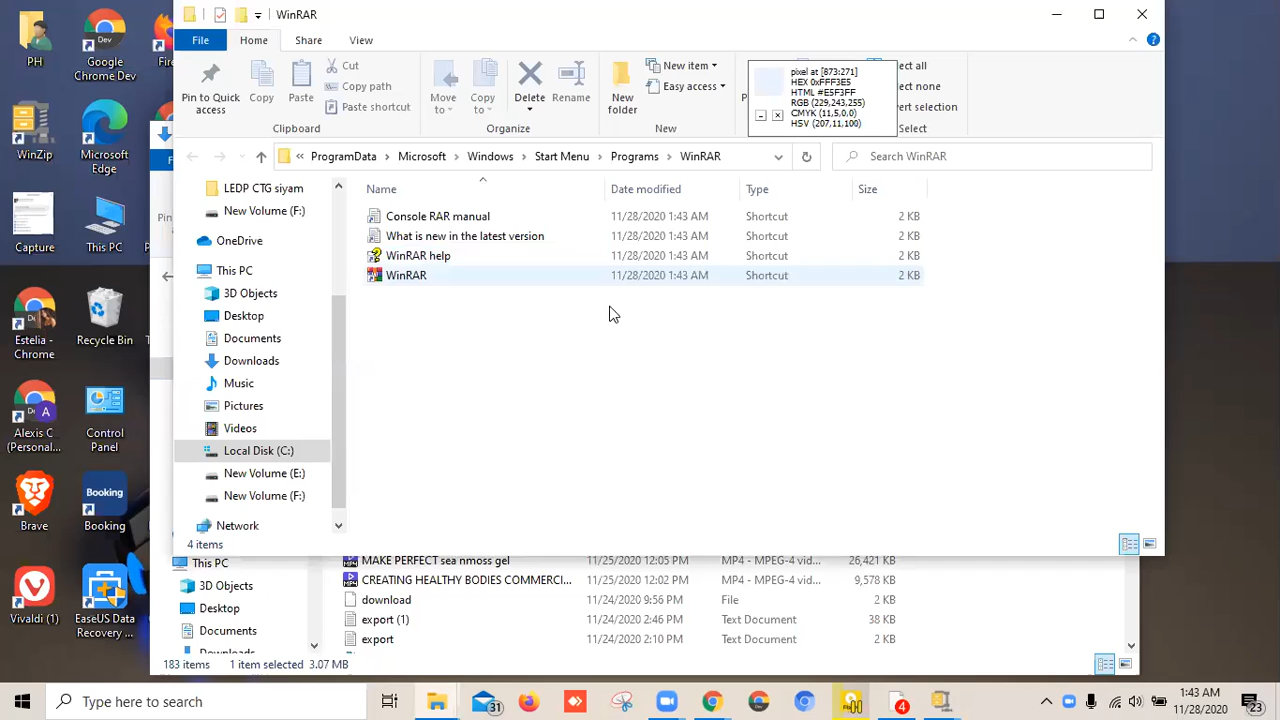 WinRAR
File Home Share View
Pin to Quick access
Copy
Paste
Cut
Copy path
Paste shortcut
Clipboard
Move to
Copy to
Delete
Rename
Organize
New folder
New item
Easy access
New
pixel at [873:271]
HEX 0xFFF3E5
HTML #E5F3FF
RGB (229,243,255)
CMYK (11,5,0,0)
HSV (207,11,100)
Select
« ProgramData > Microsoft > Windows > Start Menu > Programs > WinRAR
Search WinRAR
Name Date modified Type Size
Console RAR manual 11/28/2020 1:43 AM Shortcut 2 KB
What is new in the latest version 11/28/2020 1:43 AM Shortcut 2 KB
WinRAR help 11/28/2020 1:43 AM Shortcut 2 KB
WinRAR 11/28/2020 1:43 AM Shortcut 2 KB
LEDP CTG siyam
New Volume (F:)
OneDrive
This PC
3D Objects
Desktop
Documents
Downloads
Music
Pictures
Videos
Local Disk (C:)
New Volume (E:)
New Volume (F:)
Network
4 items
This PC
3D Objects
Desktop
Documents
MAKE PERFECT sea nmoss gel 11/25/2020 12:05 PM MP4 - MPEG-4 vid... 26,421 KB
CREATING HEALTHY BODIES COMMERCI... 11/25/2020 12:02 PM MP4 - MPEG-4 vid... 9,578 KB
download 11/24/2020 9:56 PM File 2 KB
export (1) 11/24/2020 2:46 PM Text Document 38 KB
export 11/24/2020 2:10 PM Text Document 2 KB
183 items 1 item selected 3.07 MB
PH
Google Chrome Dev
WinZip
Microsoft Edge
Capture
This PC
Estelia - Chrome
Recycle Bin
Alexis C (Personal...
Control Panel
Brave
Booking
Booking
Vivaldi (1)
EaseUS Data Recovery ...
Type here to search
31
4
1:43 AM
11/28/2020
23